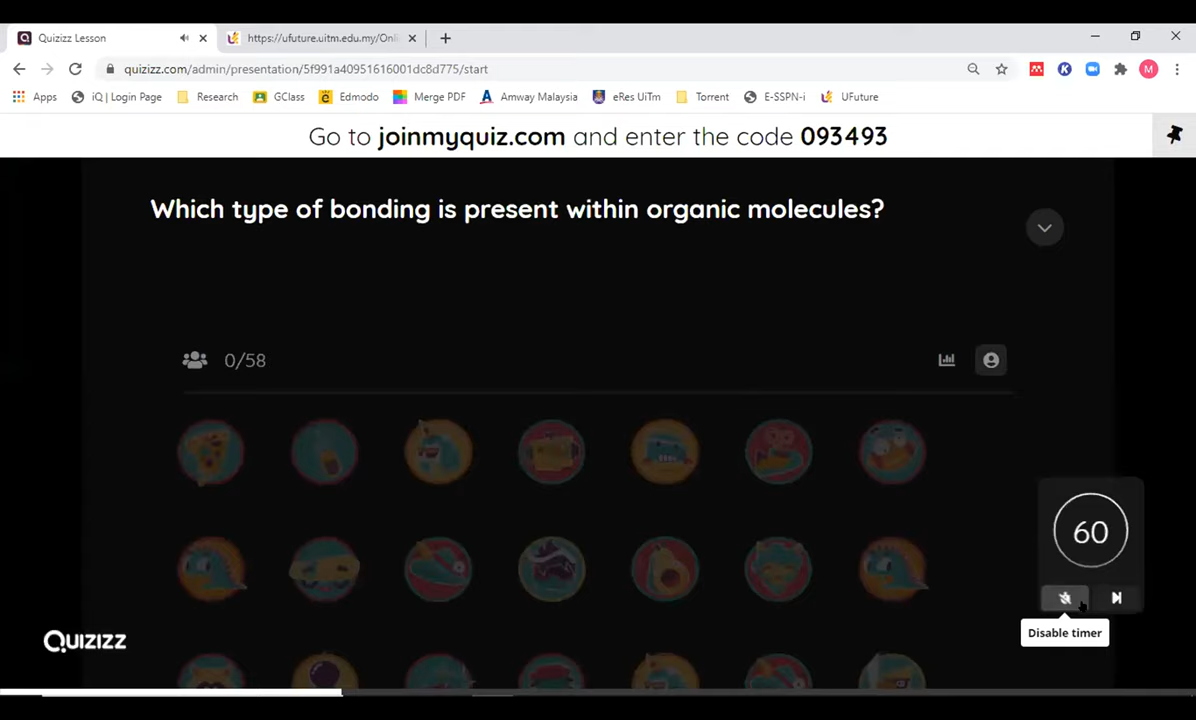 Quizizz Lesson
https://ufuture.uitm.edu.my/Onli
quizizz.com/admin/presentation/5f991a40951616001dc8d775/start
M
Apps
iQ | Login Page
Research
GClass
Edmodo
Merge PDF
Amway Malaysia
eRes UiTm
Torrent
E-SSPN-i
UFuture
Go to joinmyquiz.com and enter the code 093493
Which type of bonding is present within organic molecules?
0/58
60
Disable timer
QUIZIZZ